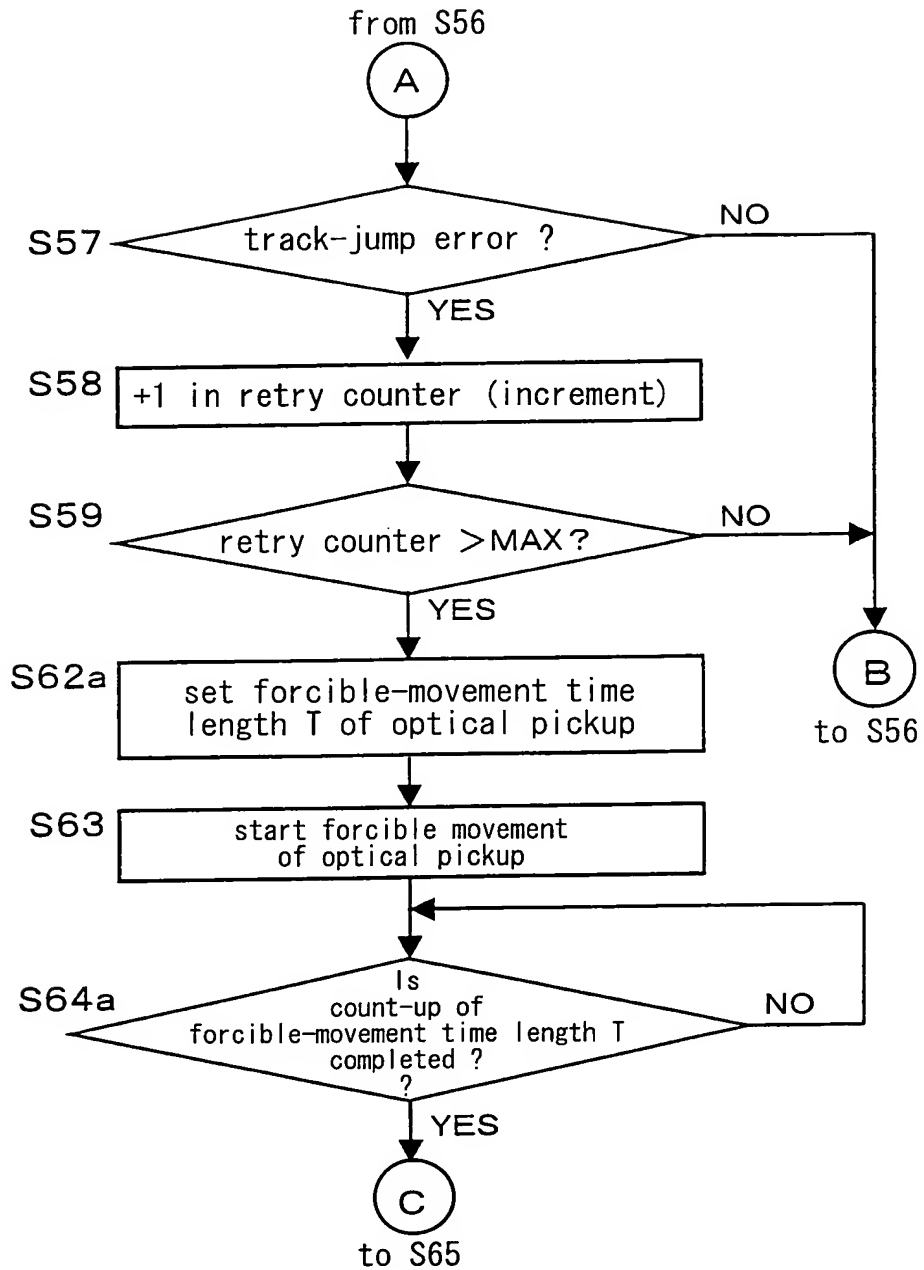 from S56
A
S57
track-jump error ?
NO
YES
S58
+1 in retry counter (increment)
S59
retry counter >MAX?
NO
YES
S62a
set forcible-movement time
length T of optical pickup
B
to S56
S63
start forcible movement
of optical pickup
S64a
Is
count-up of
forcible-movement time length T
completed ?
?
NO
YES
C
to S65